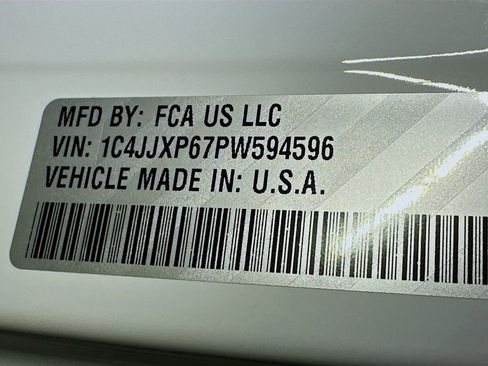 MFD BY: FCA US LLC
VIN: 1C4JJXP67PW594596
VEHICLE MADE IN: U.S.A.